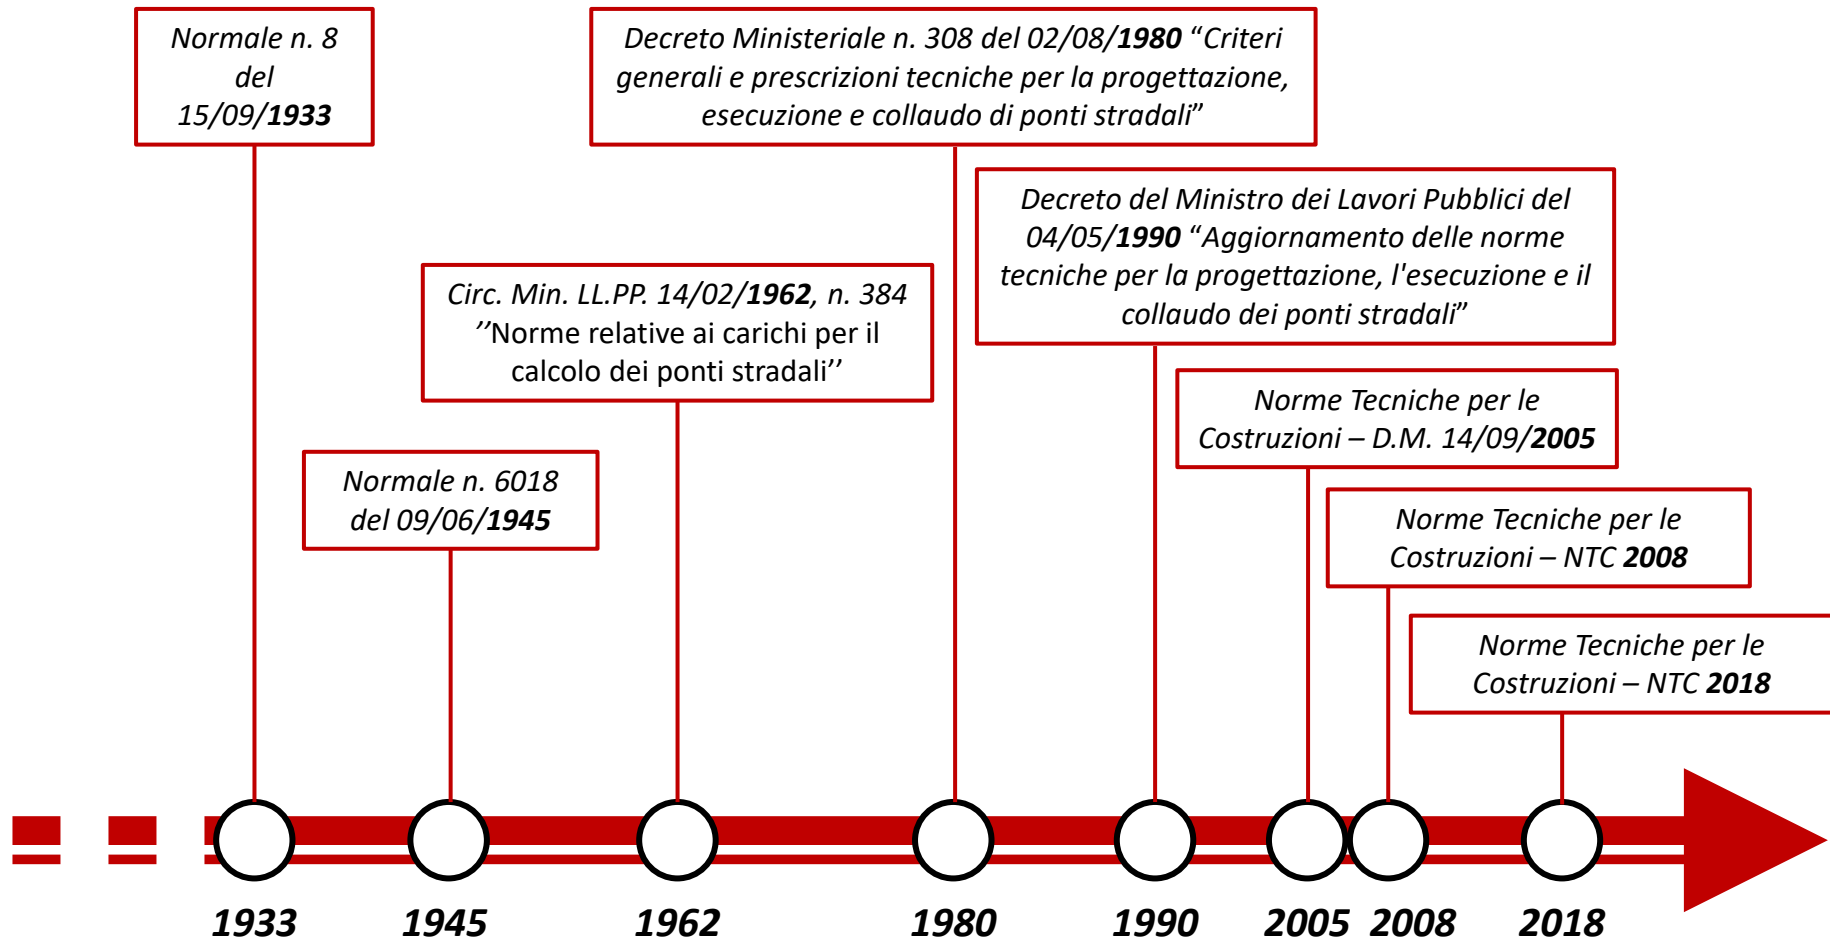 Normale n. 8
del
15/09/1933
Decreto Ministeriale n. 308 del 02/08/1980 “Criteri
generali e prescrizioni tecniche per la progettazione,
esecuzione e collaudo di ponti stradali”
Decreto del Ministro dei Lavori Pubblici del
04/05/1990 “Aggiornamento delle norme
tecniche per la progettazione, l'esecuzione e il
collaudo dei ponti stradali”
Circ. Min. LL.PP. 14/02/1962, n. 384
’’Norme relative ai carichi per il
calcolo dei ponti stradali’’
Norme Tecniche per le
Costruzioni – D.M. 14/09/2005
Normale n. 6018
del 09/06/1945
Norme Tecniche per le
Costruzioni – NTC 2008
Norme Tecniche per le
Costruzioni – NTC 2018
1933 1945 1962 1980 1990 2005 2008 2018